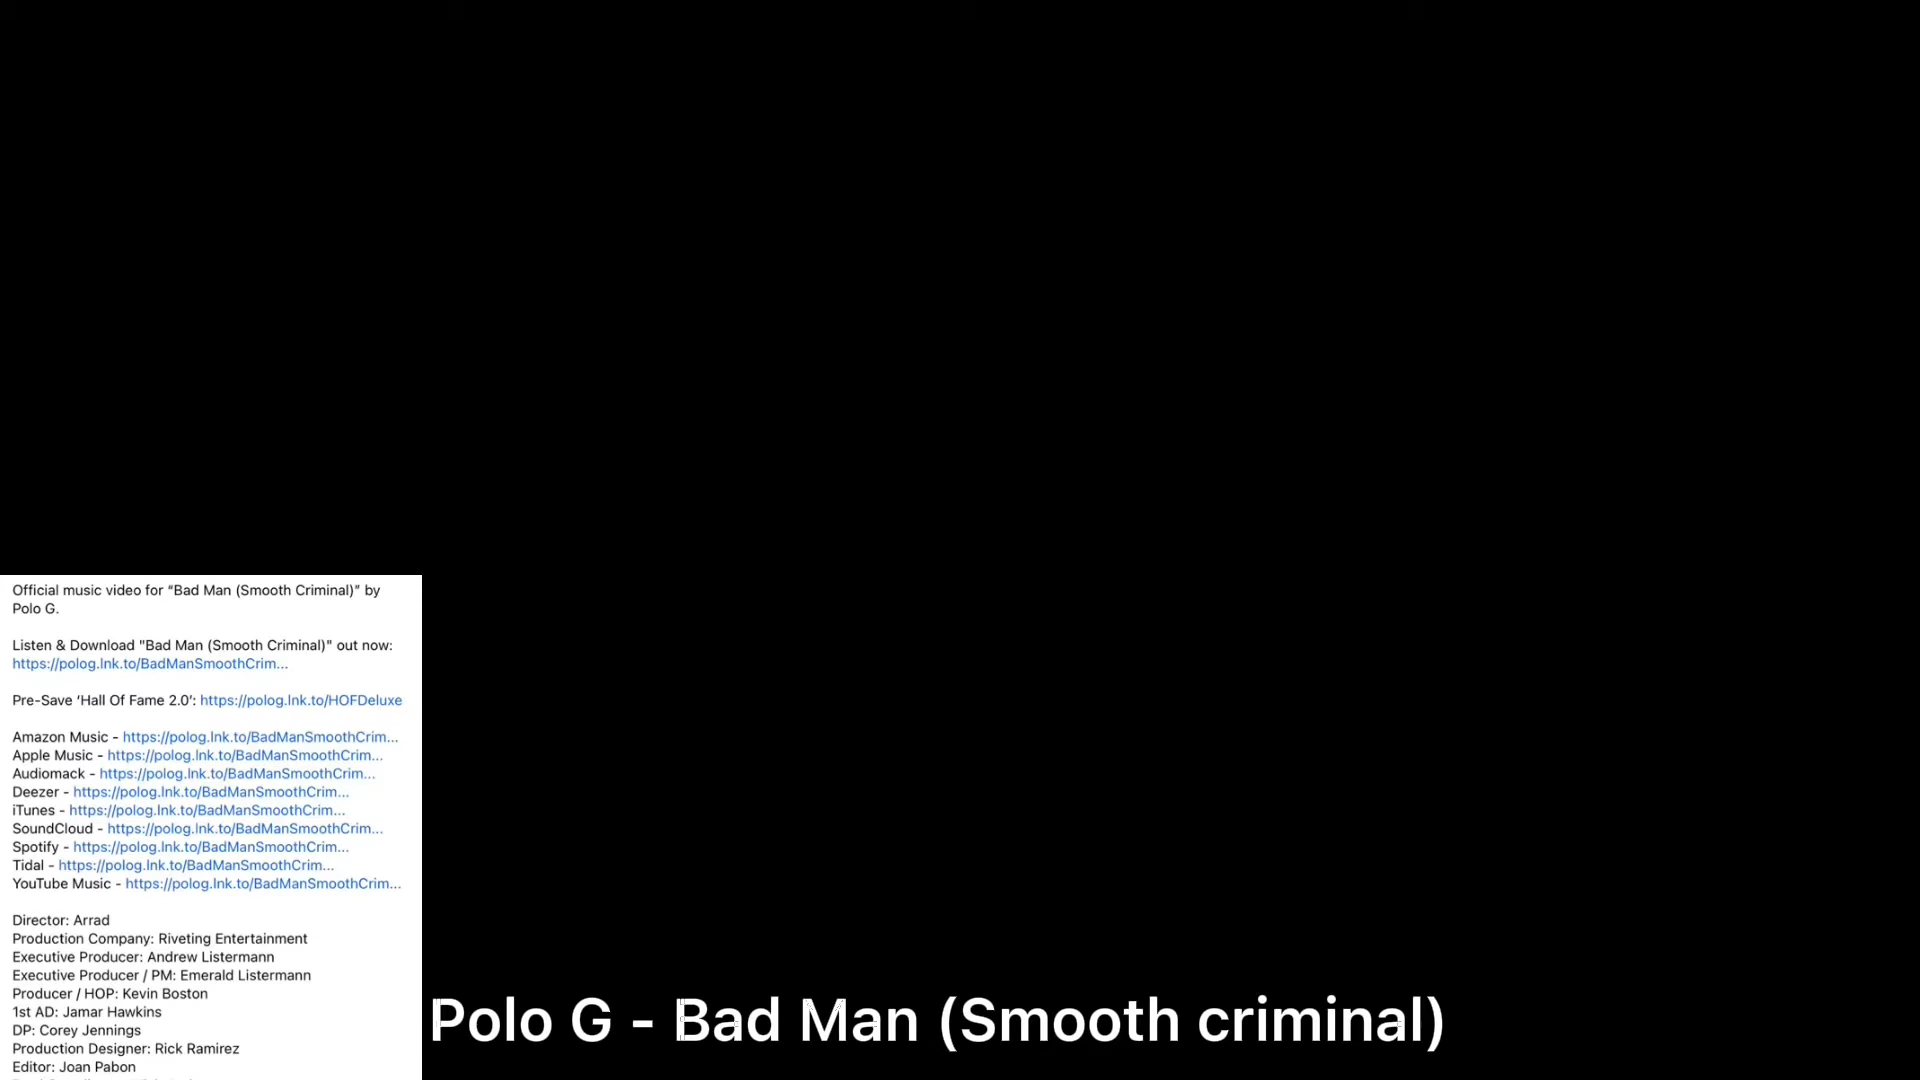 Official music video for “Bad Man (Smooth Criminal)” by
Polo G.
Listen & Download "Bad Man (Smooth Criminal)" out now:
https://polog.lnk.to/BadManSmoothCrim...
Pre-Save ‘Hall Of Fame 2.0’: https://polog.lnk.to/HOFDeluxe
Amazon Music - https://polog.lnk.to/BadManSmoothCrim...
Apple Music - https://polog.lnk.to/BadManSmoothCrim...
Audiomack - https://polog.lnk.to/BadManSmoothCrim...
Deezer - https://polog.lnk.to/BadManSmoothCrim...
iTunes - https://polog.lnk.to/BadManSmoothCrim...
SoundCloud - https://polog.lnk.to/BadManSmoothCrim...
Spotify - https://polog.lnk.to/BadManSmoothCrim...
Tidal - https://polog.lnk.to/BadManSmoothCrim...
YouTube Music - https://polog.lnk.to/BadManSmoothCrim...
Director: Arrad
Production Company: Riveting Entertainment
Executive Producer: Andrew Listermann
Executive Producer / PM: Emerald Listermann
Producer / HOP: Kevin Boston
1st AD: Jamar Hawkins
DP: Corey Jennings
Production Designer: Rick Ramirez
Editor: Joan Pabon
Polo G - Bad Man (Smooth criminal)